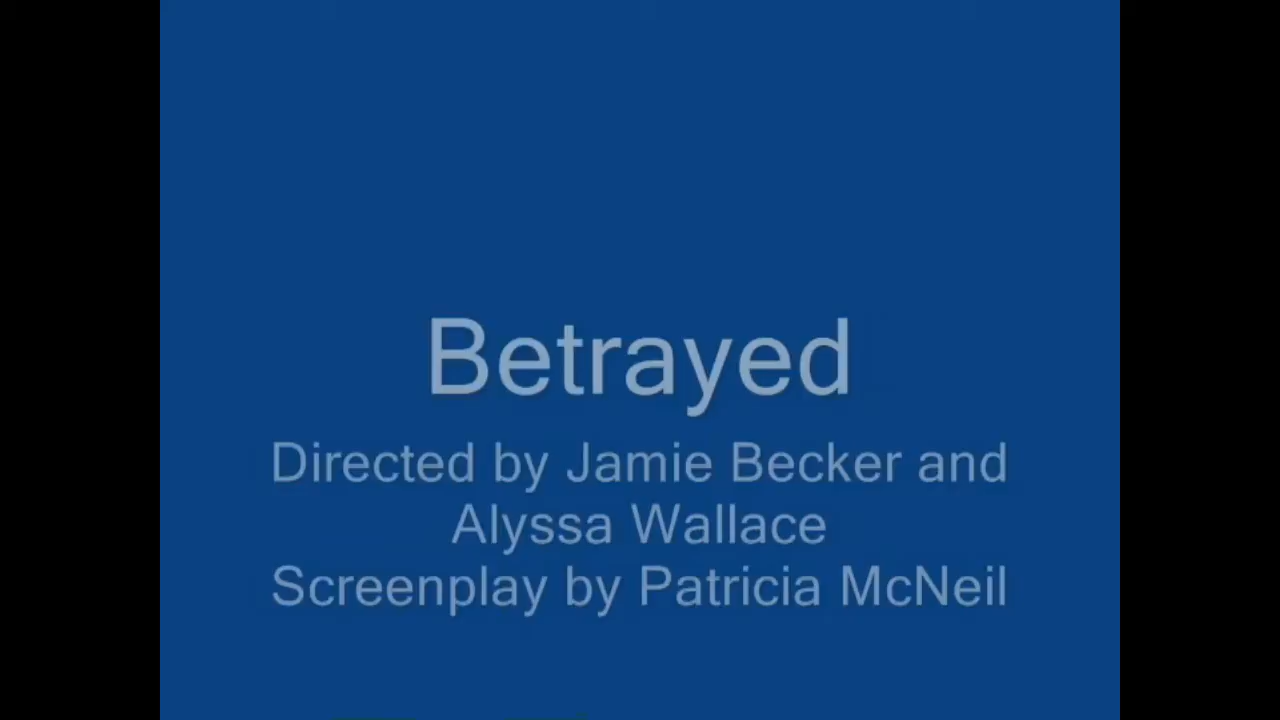 Betrayed
Directed by Jamie Becker and
Alyssa Wallace
Screenplay by Patricia McNeil